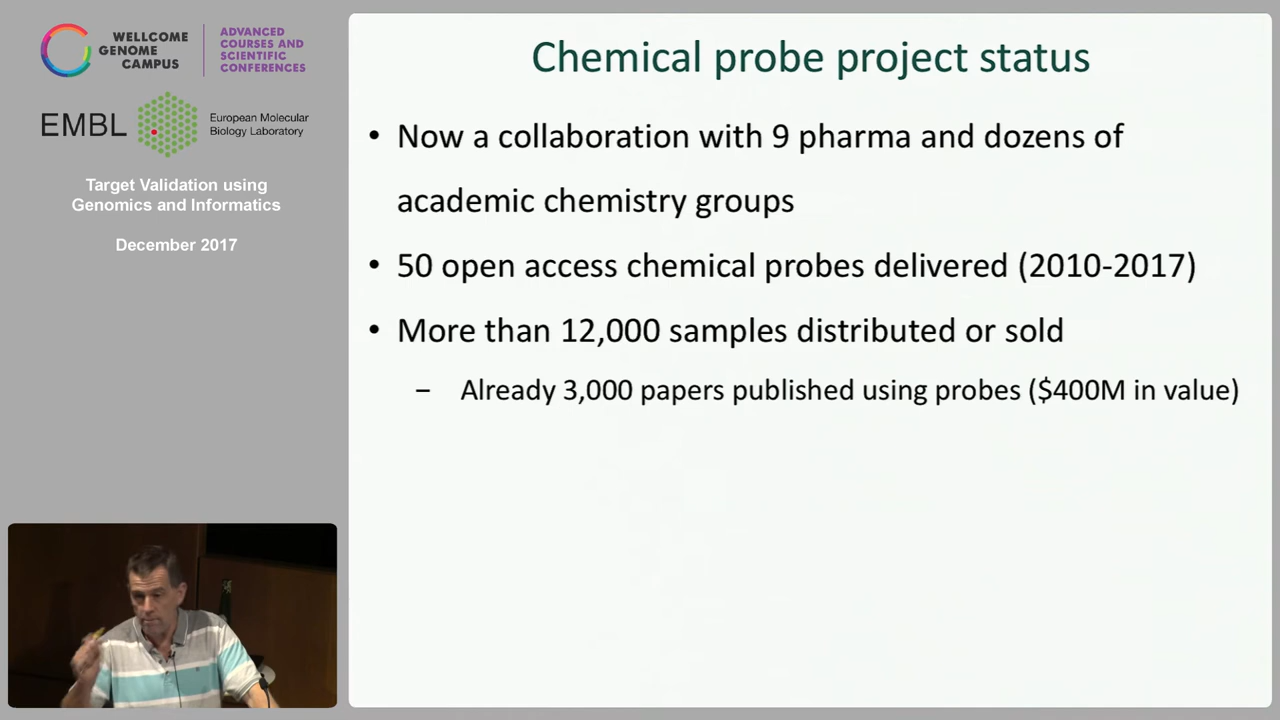 WELLCOME
GENOME
CAMPUS
ADVANCED
COURSES AND
SCIENTIFIC
CONFERENCES
EMBL
European Molecular
Biology Laboratory
Target Validation using
Genomics and Informatics
December 2017
Chemical probe project status
• Now a collaboration with 9 pharma and dozens of
academic chemistry groups
• 50 open access chemical probes delivered (2010-2017)
• More than 12,000 samples distributed or sold
– Already 3,000 papers published using probes ($400M in value)